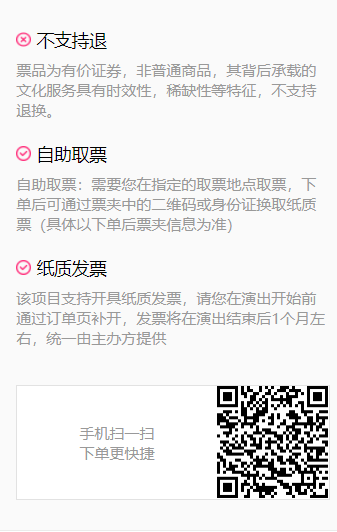 不支持退
票品为有价证券，非普通商品，其背后承载的
文化服务具有时效性，稀缺性等特征，不支持
退换。
自助取票
自助取票：需要您在指定的取票地点取票，下
单后可通过票夹中的二维码或身份证换取纸质
票（具体以下单后票夹信息为准）
纸质发票
该项目支持开具纸质发票，请您在演出开始前
通过订单页补开，发票将在演出结束后1个月左
右，统一由主办方提供
手机扫一扫
下单更快捷